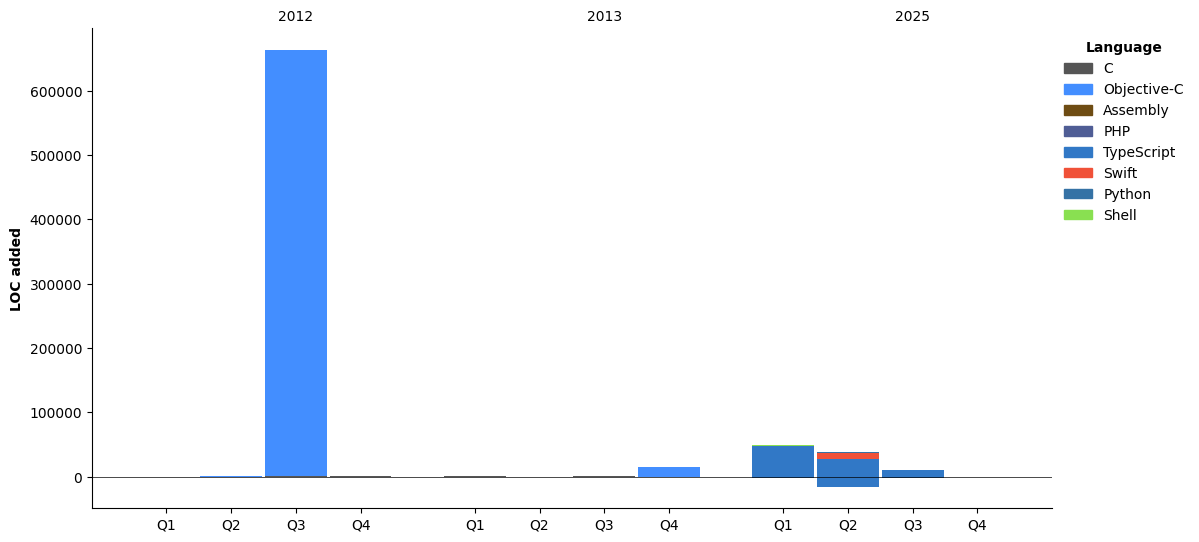 2012 2013 2025
Language
C
Objective-C
Assembly
PHP
TypeScript
Swift
Python
Shell
LOC added
600000
500000
400000
300000
200000
100000
0
Q1 Q2 Q3 Q4 Q1 Q2 Q3 Q4 Q1 Q2 Q3 Q4